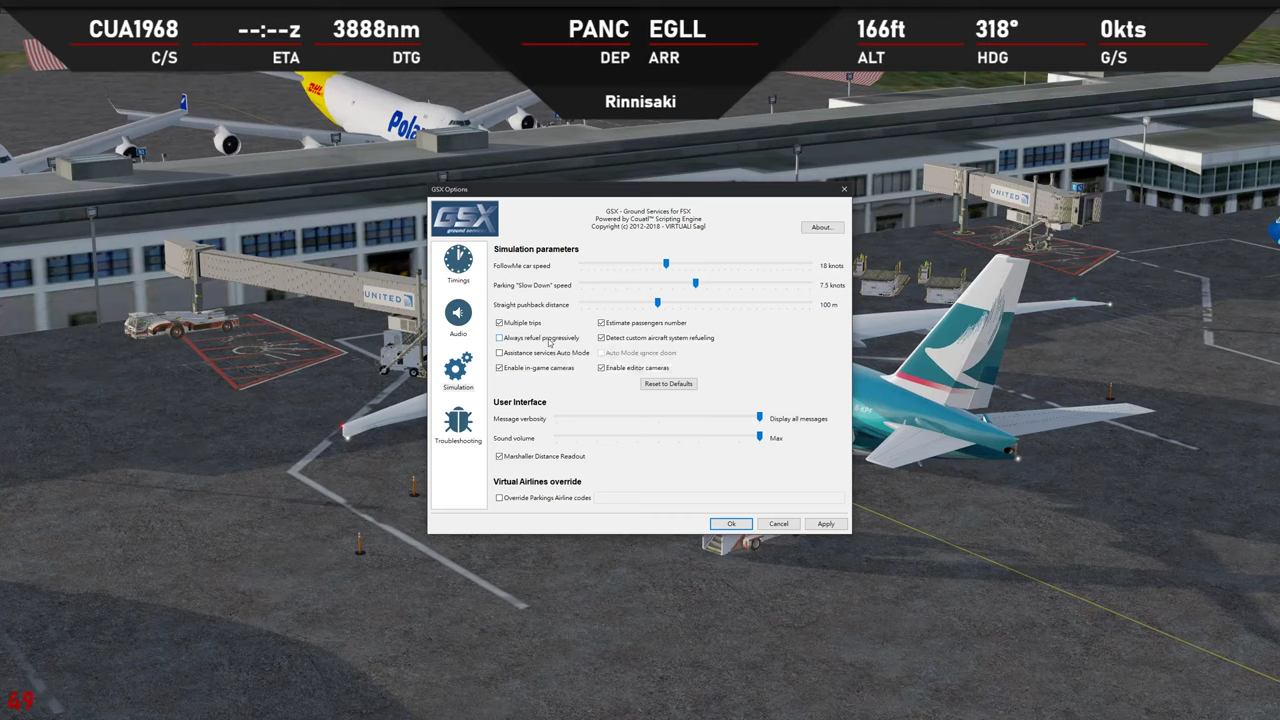 CUA1968 --:--z 3888nm PANC EGLL 166ft 318° 0kts
C/S ETA DTG DEP ARR ALT HDG G/S
Rinnisaki
DHL
Polar
UNITED
UNITED
GSX Options
GSX
GSX - Ground Services for FSX
Powered by Couatl™ Scripting Engine
Copyright (c) 2012-2018 - VIRTUALI Sagl
About...
Timings
Audio
Simulation
Troubleshooting
Simulation parameters
FollowMe car speed 18 knots
Parking "Slow Down" speed 7.5 knots
Straight pushback distance 100 m
Multiple trips Estimate passengers number
Always refuel progressively Detect custom aircraft system refueling
Assistance services Auto Mode Auto Mode ignore doors
Enable in-game cameras Enable editor cameras
Reset to Defaults
User Interface
Message verbosity Display all messages
Sound volume Max
Marshaller Distance Readout
Virtual Airlines override
Override Parkings Airline codes
Ok Cancel Apply
49